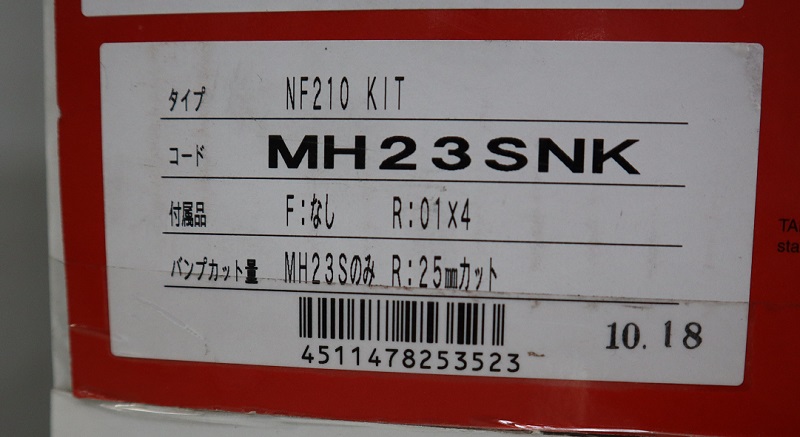 タイプ NF210 KIT
コード MH23SNK
付属品 F:なし R:01X4
バンプカット量 MH23Sのみ R:25㎜カット
4511478253523
10.18
TA
sta